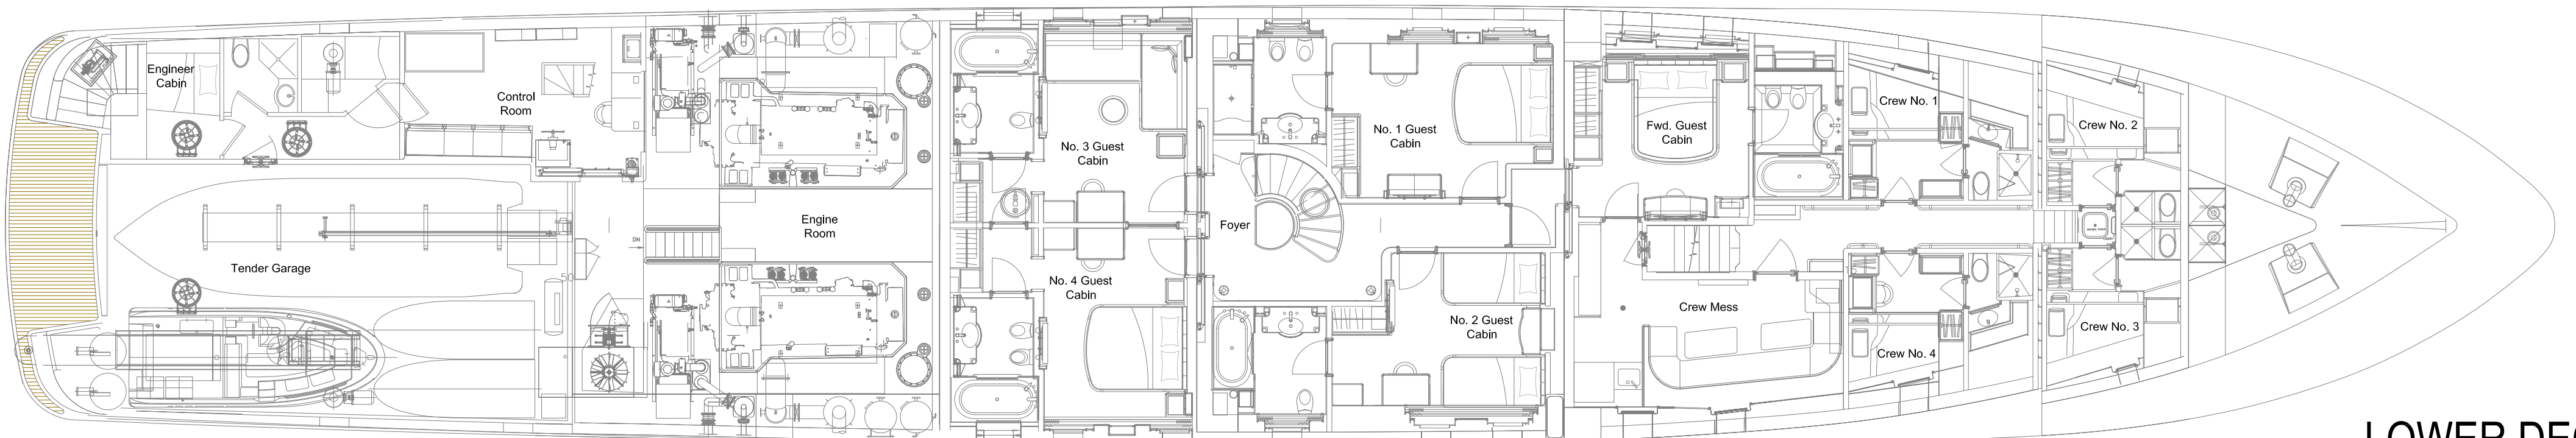 Engineer
Cabin
Control
Room
Tender Garage
DN
Engine
Room
No. 3 Guest
Cabin
No. 4 Guest
Cabin
Foyer
No. 1 Guest
Cabin
No. 2 Guest
Cabin
Fwd. Guest
Cabin
Crew Mess
Crew No. 1
Crew No. 2
Crew No. 3
Crew No. 4